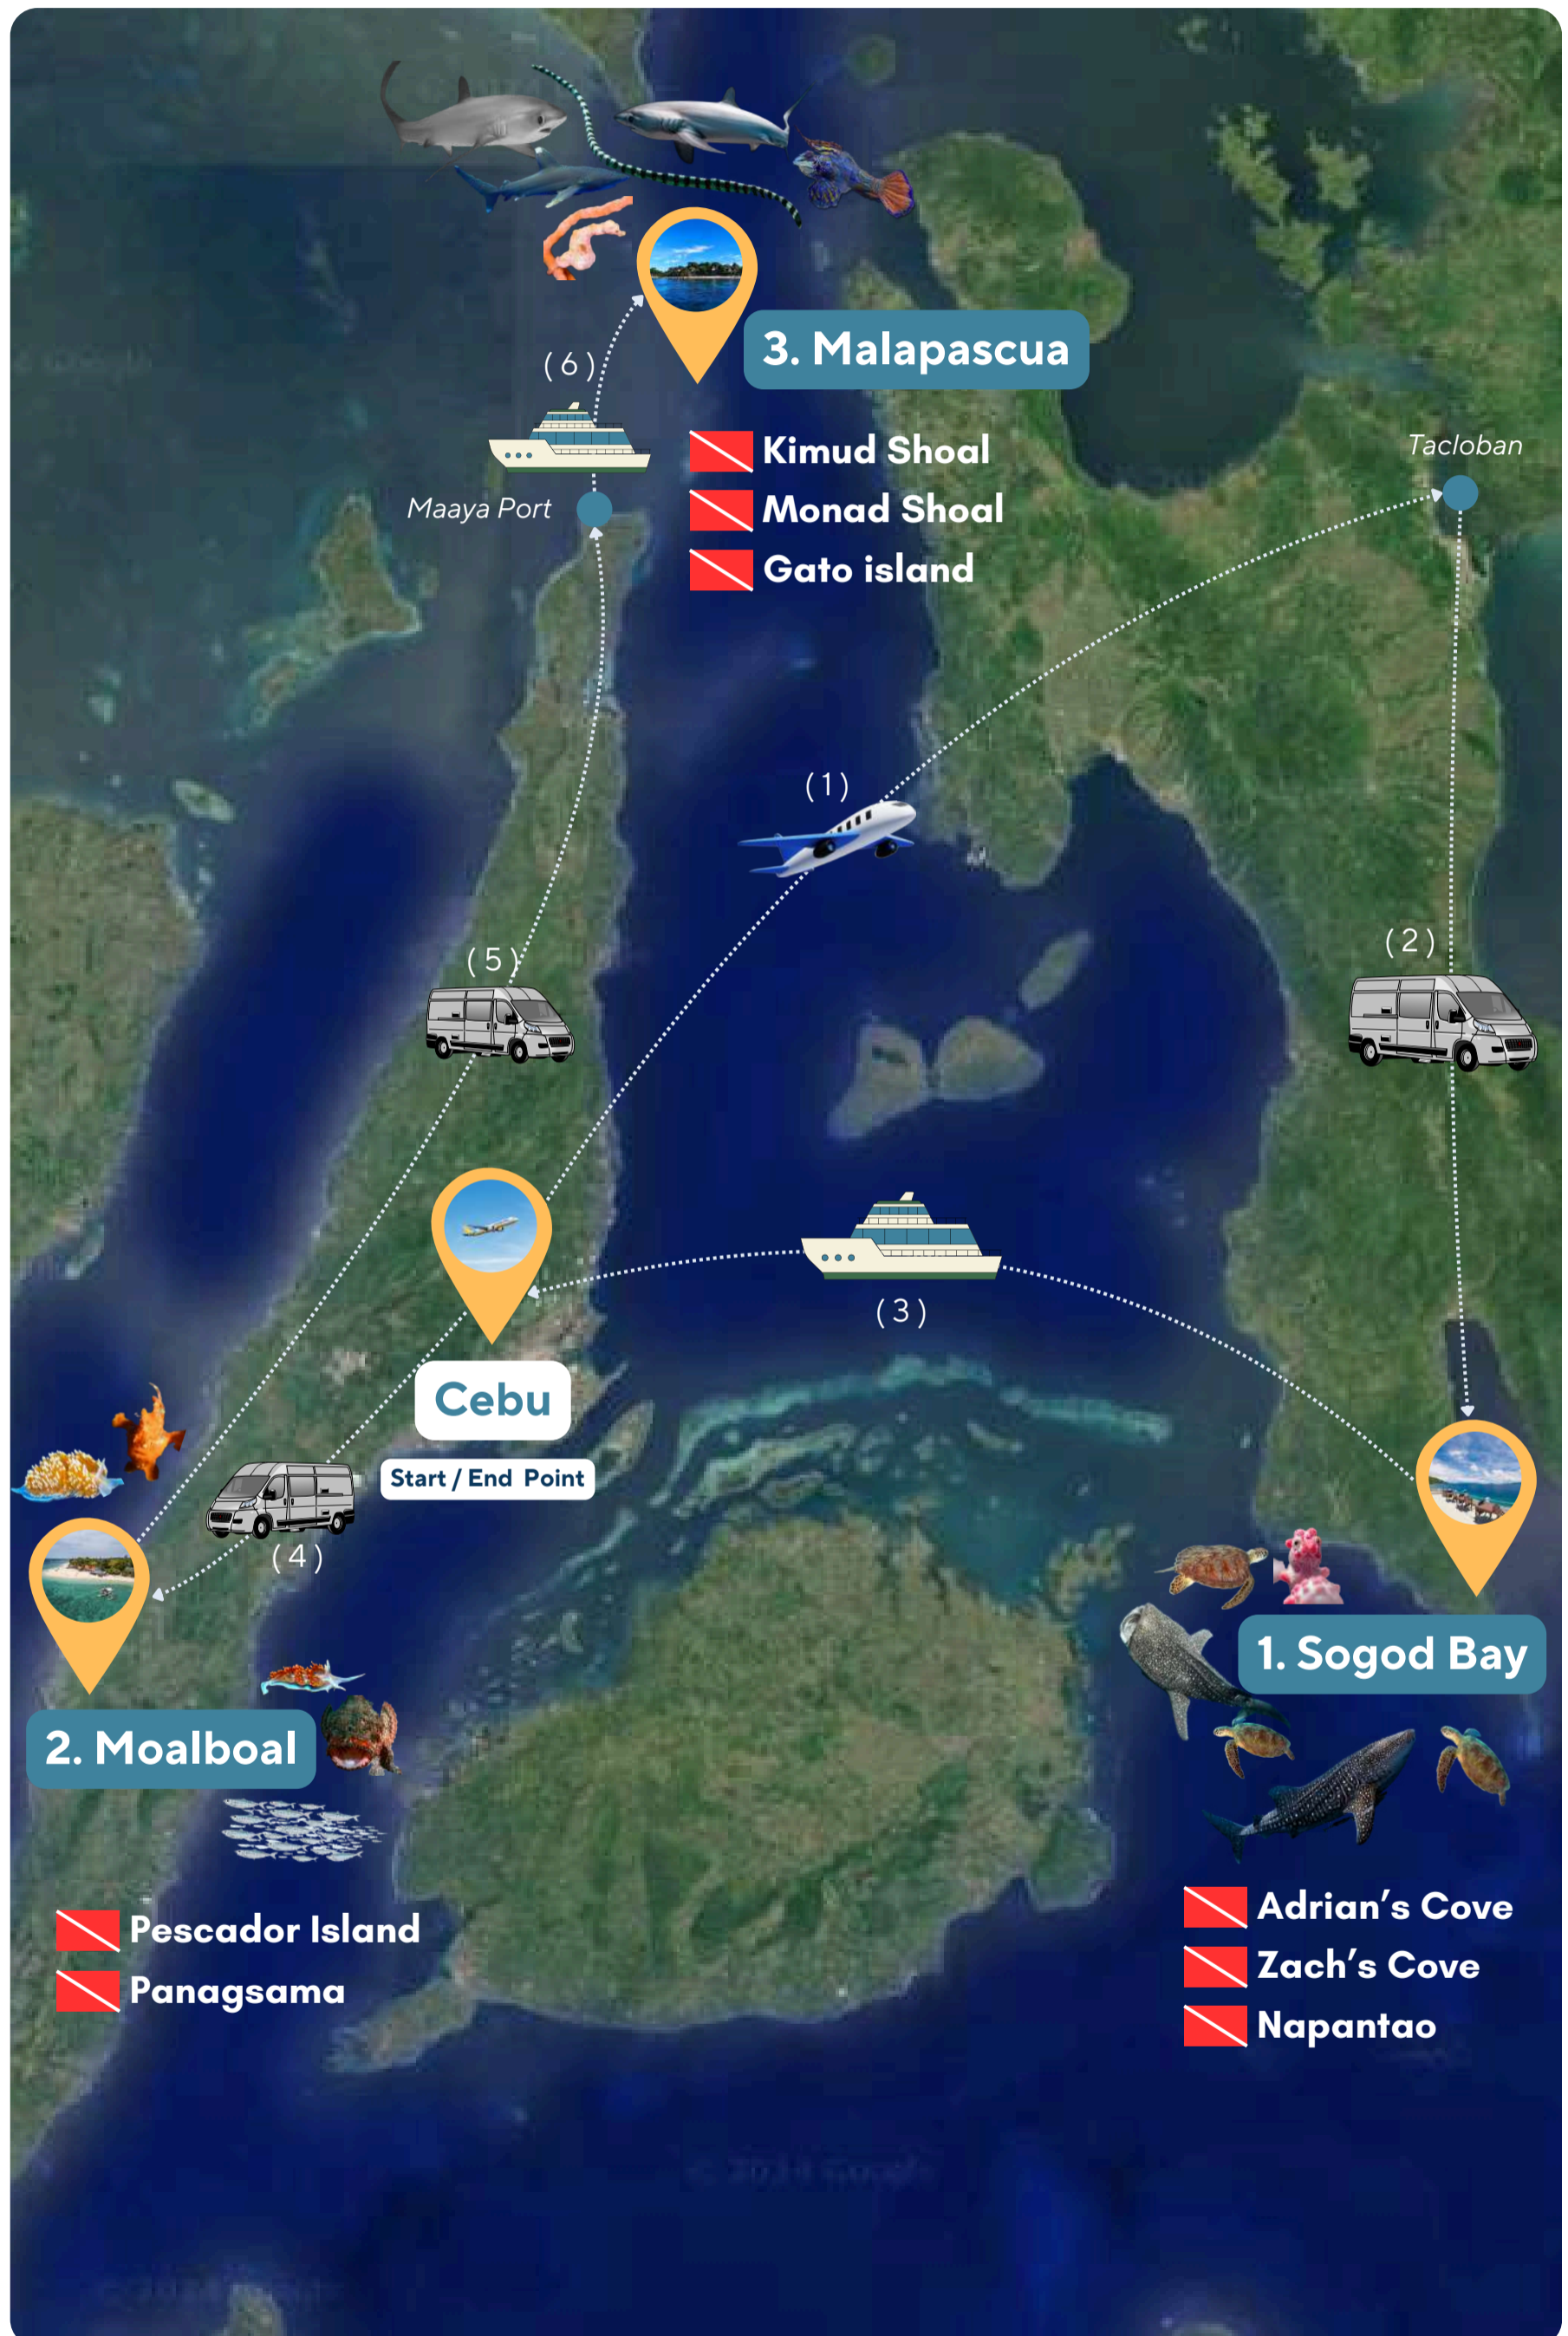 (6)
3. Malapascua
Kimud Shoal
Monad Shoal
Gato island
Maaya Port
Tacloban
(1)
(2)
(5)
(3)
Cebu
Start / End Point
(4)
1. Sogod Bay
2. Moalboal
Adrian's Cove
Zach's Cove
Napantao
Pescador Island
Panagsama